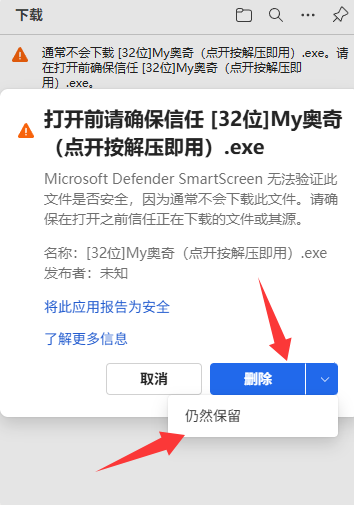 下载
通常不会下载 [32位]My奥奇（点开按解压即用）.exe。请
在打开前确保信任 [32位]My奥奇（点开按解压即用）.exe。
打开前请确保信任 [32位]My奥奇
（点开按解压即用）.exe
Microsoft Defender SmartScreen 无法验证此
文件是否安全，因为通常不会下载此文件。请确
保在打开之前信任正在下载的文件或其源。
名称：[32位]My奥奇（点开按解压即用）.exe
发布者：未知
将此应用报告为安全
了解更多信息
取消
删除
仍然保留